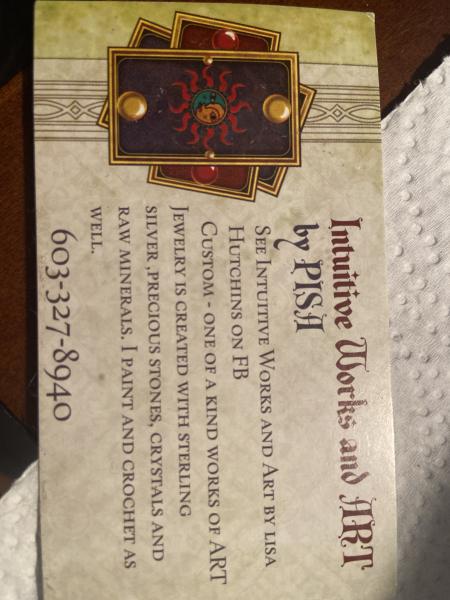 Intuitive Works and ART
by PISA
See Intuitive Works and Art by lisa
Hutchins on FB
Custom - one of a kind works of ART
Jewelry is created with sterling
silver ,precious stones, crystals and
raw minerals. I paint and crochet as
well.
603-327-8940